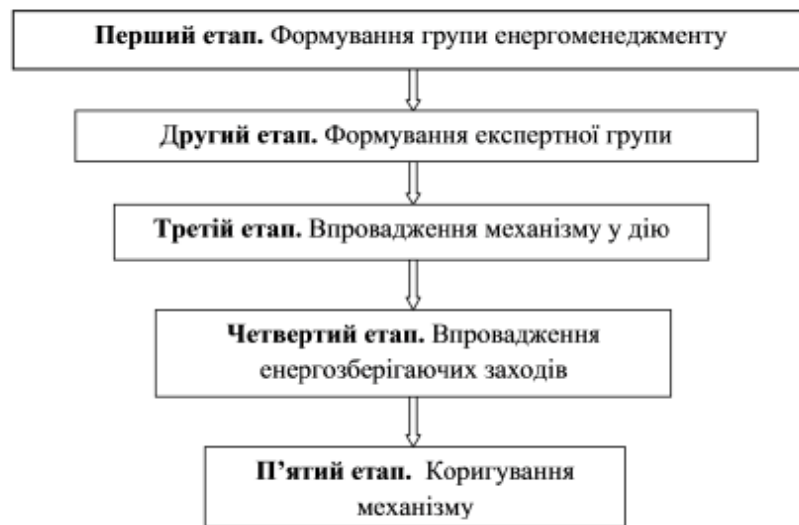 Перший етап. Формування групи енергоменеджменту
Другий етап. Формування експертної групи
Третій етап. Впровадження механізму у дію
Четвертий етап. Впровадження
енергозберігаючих заходів
П’ятий етап. Коригування
механізму